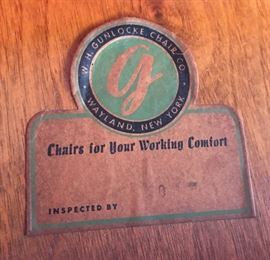 W. H. GUNLOCKE CHAIR CO.
WAYLAND, NEW YORK
g
Chairs for Your Working Comfort
INSPECTED BY